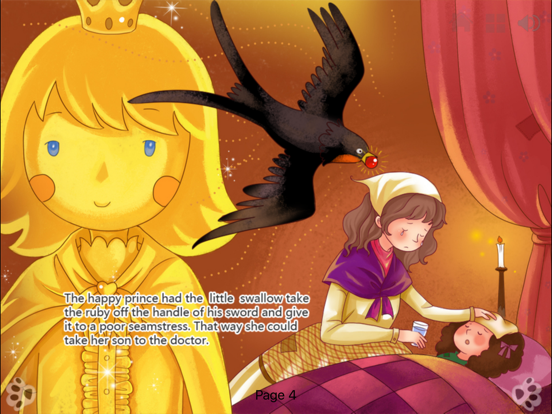 The happy prince had the little swallow take
the ruby off the handle of his sword and give
it to a poor seamstress. That way she could
take her son to the doctor.
Page 4